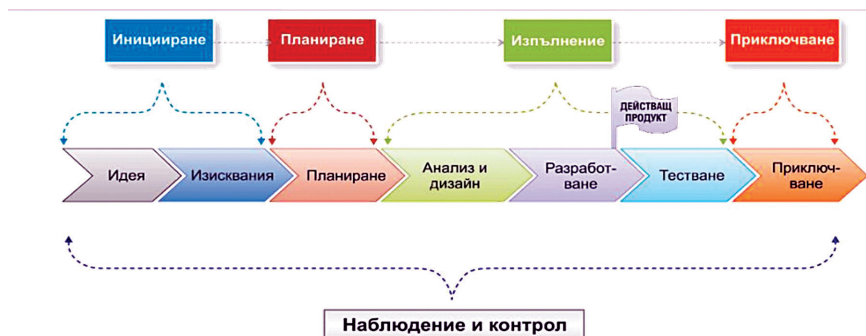 Иницииране
Планиране
Изпълнение
Приключване
ДЕЙСТВАЩ
ПРОДУКТ
Идея
Изисквания
Планиране
Анализ и
дизайн
Разработ-
ване
Тестване
Приключ-
ване
Наблюдение и контрол